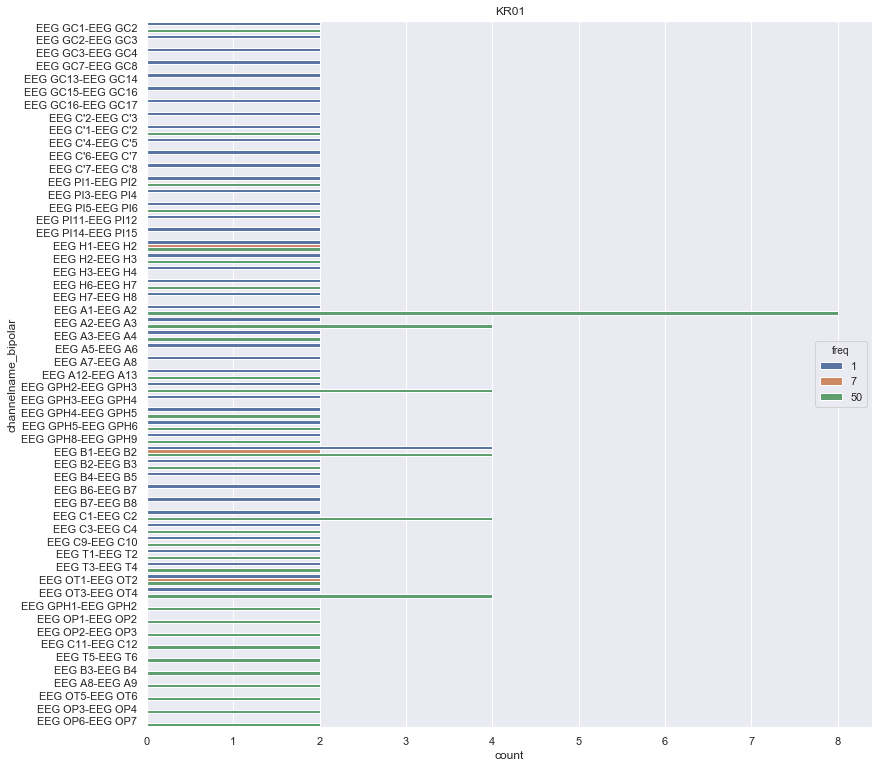 KR01
channelname_bipolar
EEG GC1-EEG GC2
EEG GC2-EEG GC3
EEG GC3-EEG GC4
EEG GC7-EEG GC8
EEG GC13-EEG GC14
EEG GC15-EEG GC16
EEG GC16-EEG GC17
EEG C'2-EEG C'3
EEG C'1-EEG C'2
EEG C'4-EEG C'5
EEG C'6-EEG C'7
EEG C'7-EEG C'8
EEG PI1-EEG PI2
EEG PI3-EEG PI4
EEG PI5-EEG PI6
EEG PI11-EEG PI12
EEG PI14-EEG PI15
EEG H1-EEG H2
EEG H2-EEG H3
EEG H3-EEG H4
EEG H6-EEG H7
EEG H7-EEG H8
EEG A1-EEG A2
EEG A2-EEG A3
EEG A3-EEG A4
EEG A5-EEG A6
EEG A7-EEG A8
EEG A12-EEG A13
EEG GPH2-EEG GPH3
EEG GPH3-EEG GPH4
EEG GPH4-EEG GPH5
EEG GPH5-EEG GPH6
EEG GPH8-EEG GPH9
EEG B1-EEG B2
EEG B2-EEG B3
EEG B4-EEG B5
EEG B6-EEG B7
EEG B7-EEG B8
EEG C1-EEG C2
EEG C3-EEG C4
EEG C9-EEG C10
EEG T1-EEG T2
EEG T3-EEG T4
EEG OT1-EEG OT2
EEG OT3-EEG OT4
EEG GPH1-EEG GPH2
EEG OP1-EEG OP2
EEG OP2-EEG OP3
EEG C11-EEG C12
EEG T5-EEG T6
EEG B3-EEG B4
EEG A8-EEG A9
EEG OT5-EEG OT6
EEG OP3-EEG OP4
EEG OP6-EEG OP7
0 1 2 3 4 5 6 7 8
count
freq
1
7
50